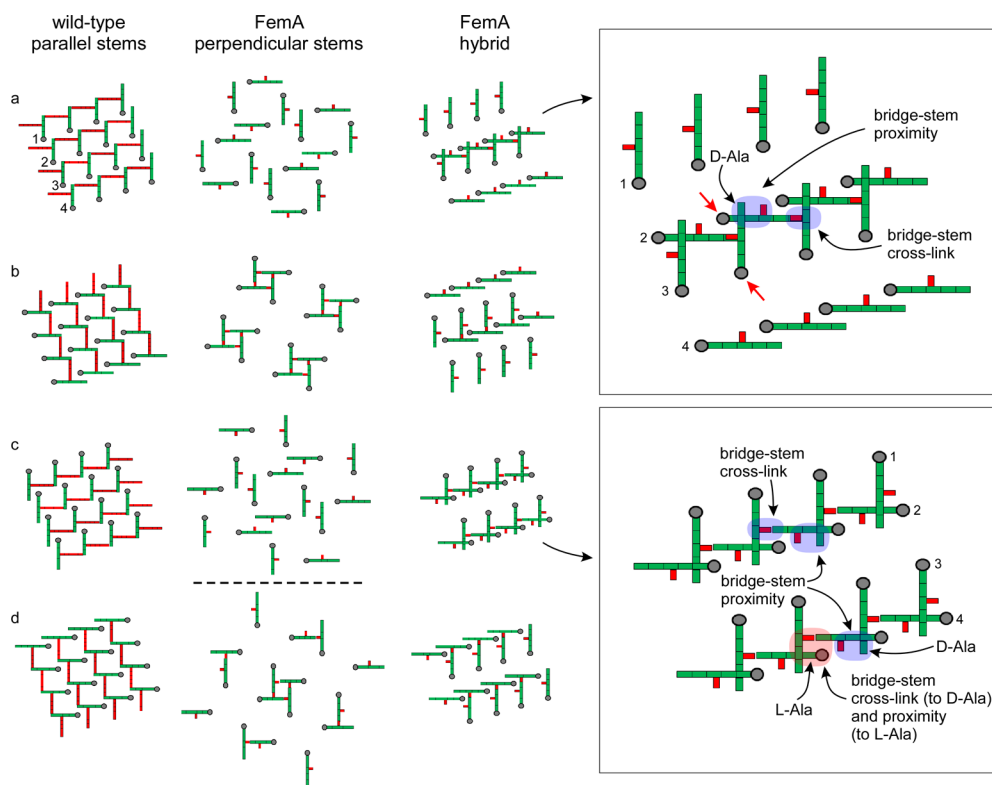 wild-type
parallel stems
FemA
perpendicular stems
FemA
hybrid
a
1
2
3
4
b
c
d
bridge-stem
proximity
D-Ala
1
2
3
4
bridge-stem
cross-link
bridge-stem
cross-link
1
2
bridge-stem
proximity
3
4
D-Ala
L-Ala
bridge-stem
cross-link (to D-Ala)
and proximity
(to L-Ala)